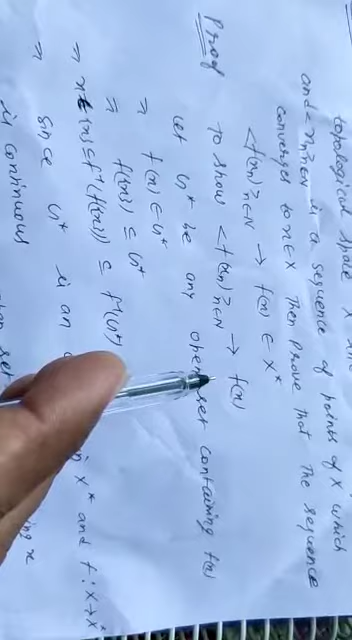 topological space X
and <xn>n∈N is a sequence of points of X which
converges to x∈X Then prove that The sequence
<f(xn)>n∈N → f(x) ∈ X*
Proof
to show <f(xn)>n∈N → f(x)
Let G* be any open set containing f(x)
⇒ f(x) ∈ G*
⇒ f({x}) ⊆ G*
⇒ x∈{x} ⊆ f⁻¹(f({x})) ⊆ f⁻¹(G*)
⇒ since G* is an X* and f: X→X*
is continuous